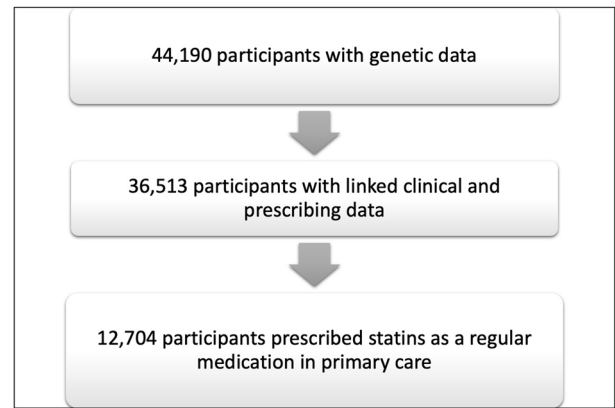 44,190 participants with genetic data
36,513 participants with linked clinical and
prescribing data
12,704 participants prescribed statins as a regular
medication in primary care